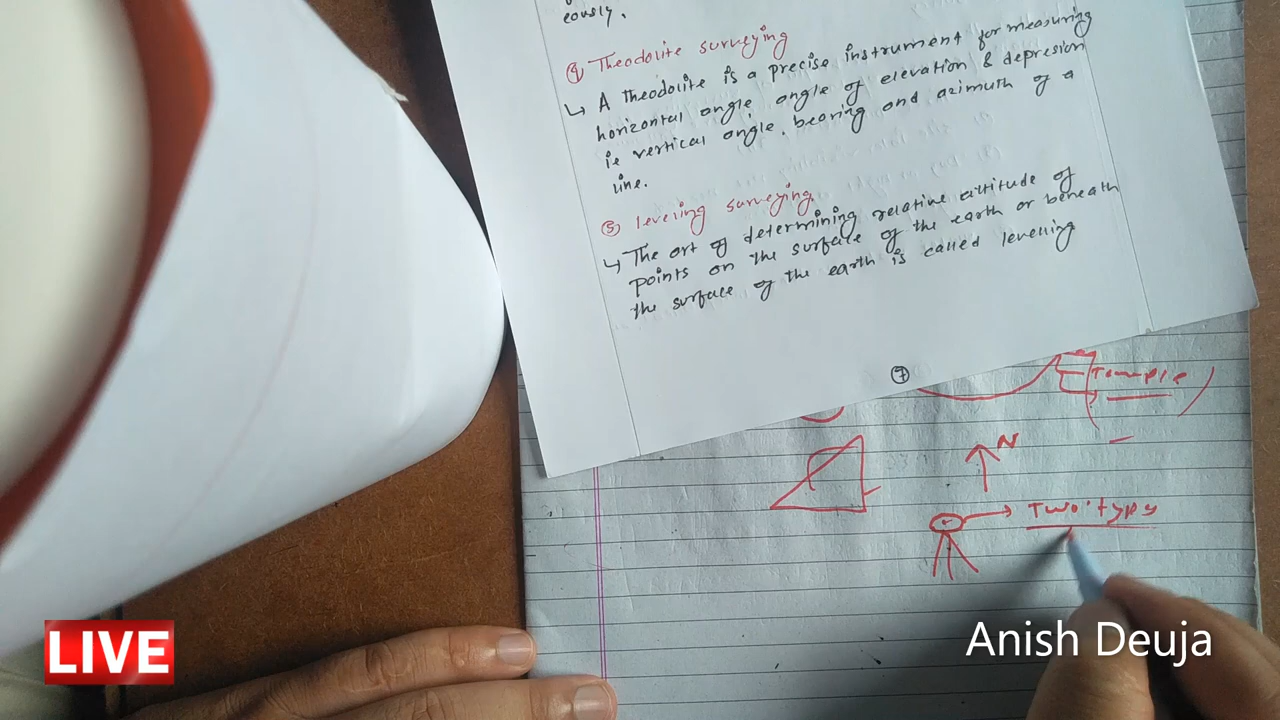 eously.
④ Theodolite surveying
↳ A theodolite is a precise instrument for measuring
horizontal angle, angle of elevation & depresion
ie vertical angle, bearing and azimuth of a
line.
⑤ leveling surveying
↳ The art of determining relative altitude of
points on the surface of the earth or beneath
the surface of the earth is called levelling
⑦
Temple
N
Two types
LIVE
Anish Deuja